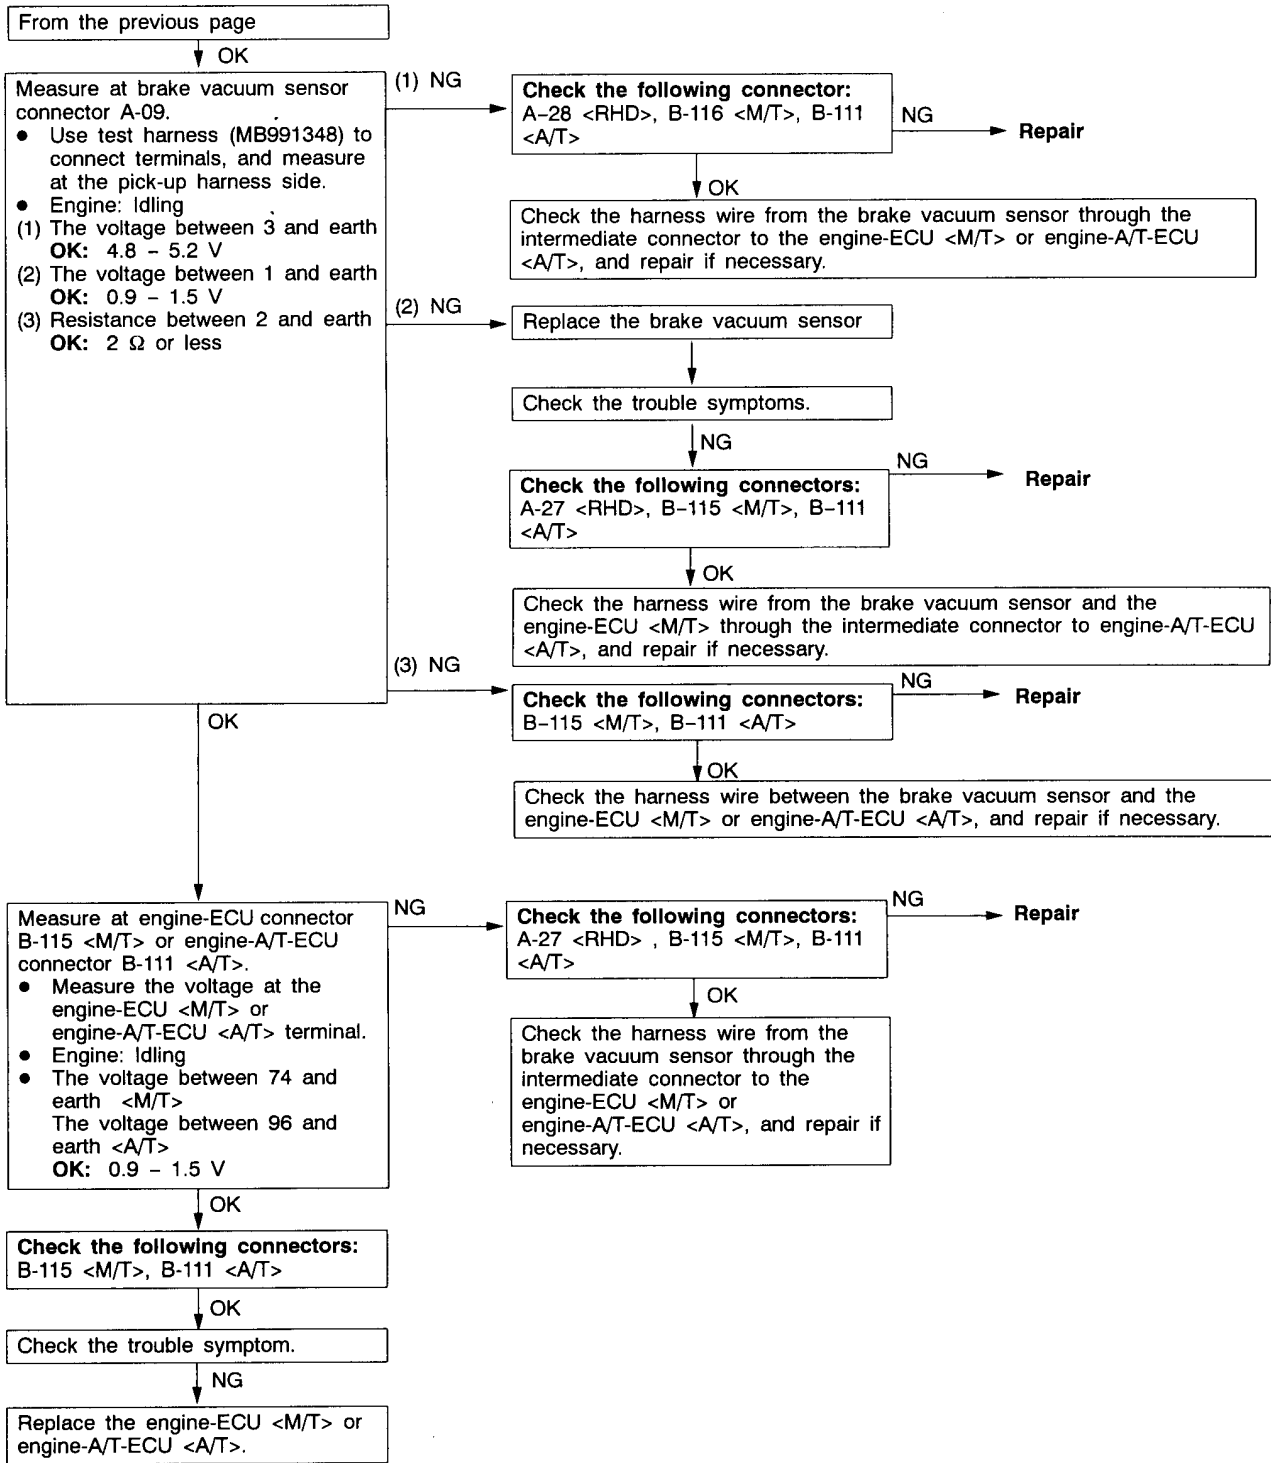 From the previous page
OK
Measure at brake vacuum sensor
connector A-09.
● Use test harness (MB991348) to
connect terminals, and measure
at the pick-up harness side.
● Engine: Idling
(1) The voltage between 3 and earth
OK: 4.8 – 5.2 V
(2) The voltage between 1 and earth
OK: 0.9 – 1.5 V
(3) Resistance between 2 and earth
OK: 2 Ω or less
(1) NG
Check the following connector:
A–28 <RHD>, B-116 <M/T>, B-111
<A/T>
NG
Repair
OK
Check the harness wire from the brake vacuum sensor through the
intermediate connector to the engine-ECU <M/T> or engine-A/T-ECU
<A/T>, and repair if necessary.
(2) NG
Replace the brake vacuum sensor
Check the trouble symptoms.
NG
Check the following connectors:
A-27 <RHD>, B–115 <M/T>, B–111
<A/T>
NG
Repair
OK
Check the harness wire from the brake vacuum sensor and the
engine-ECU <M/T> through the intermediate connector to engine-A/T-ECU
<A/T>, and repair if necessary.
(3) NG
Check the following connectors:
B–115 <M/T>, B–111 <A/T>
NG
Repair
OK
Check the harness wire between the brake vacuum sensor and the
engine-ECU <M/T> or engine-A/T-ECU <A/T>, and repair if necessary.
OK
Measure at engine-ECU connector
B-115 <M/T> or engine-A/T-ECU
connector B-111 <A/T>.
● Measure the voltage at the
engine-ECU <M/T> or
engine-A/T-ECU <A/T> terminal.
● Engine: Idling
● The voltage between 74 and
earth <M/T>
The voltage between 96 and
earth <A/T>
OK: 0.9 – 1.5 V
NG
Check the following connectors:
A-27 <RHD> , B-115 <M/T>, B-111
<A/T>
NG
Repair
OK
Check the harness wire from the
brake vacuum sensor through the
intermediate connector to the
engine-ECU <M/T> or
engine-A/T-ECU <A/T>, and repair if
necessary.
OK
Check the following connectors:
B-115 <M/T>, B-111 <A/T>
OK
Check the trouble symptom.
NG
Replace the engine-ECU <M/T> or
engine-A/T-ECU <A/T>.